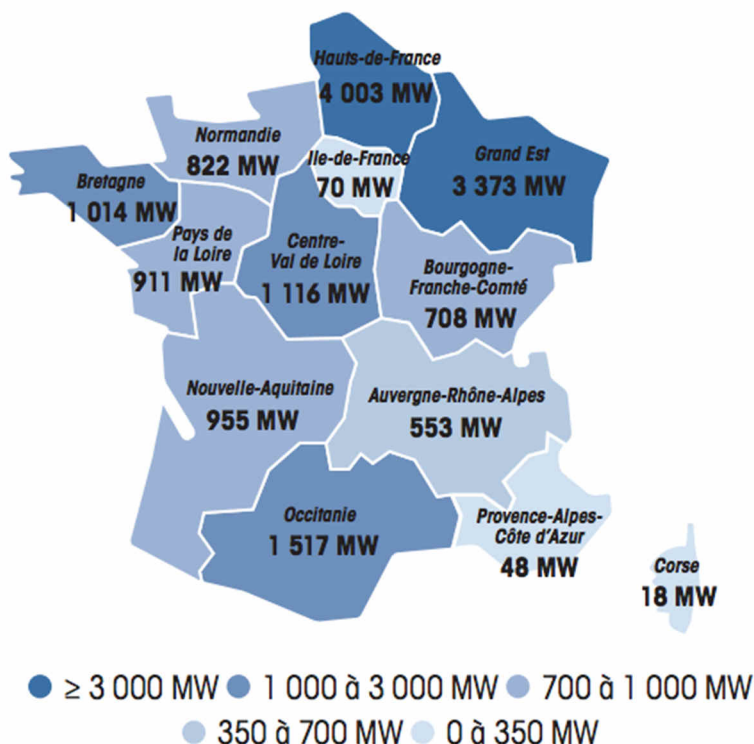 Hauts-de-France
4 003 MW
Normandie
822 MW
Ile-de-France
70 MW
Grand Est
3 373 MW
Bretagne
1 014 MW
Pays de
la Loire
911 MW
Centre-
Val de Loire
1 116 MW
Bourgogne-
Franche-Comté
708 MW
Nouvelle-Aquitaine
955 MW
Auvergne-Rhône-Alpes
553 MW
Occitanie
1 517 MW
Provence-Alpes-
Côte d'Azur
48 MW
Corse
18 MW
≥ 3 000 MW 1 000 à 3 000 MW 700 à 1 000 MW
350 à 700 MW 0 à 350 MW